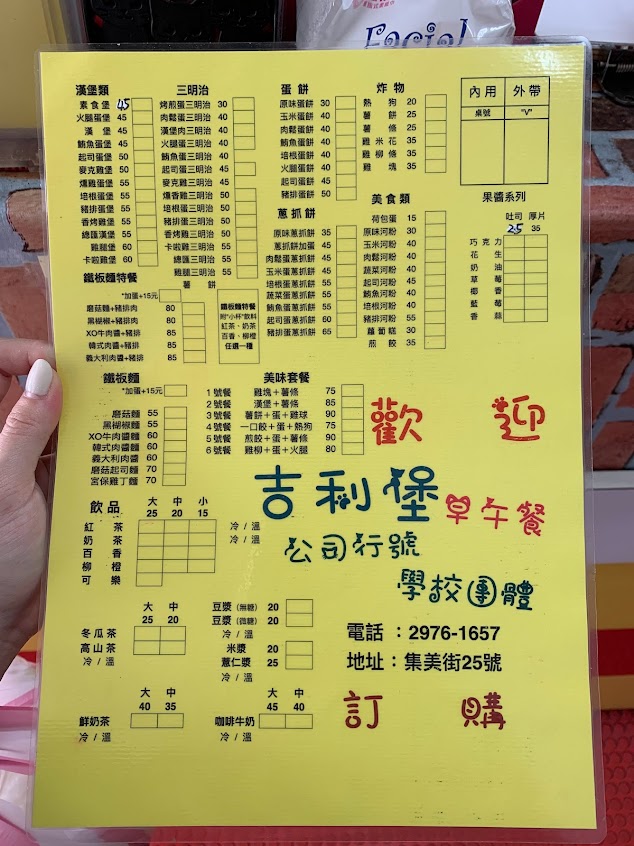 Facial
漢堡類
素食堡 45
火腿蛋堡 45
漢堡 45
鮪魚蛋堡 50
起司蛋堡 50
麥克雞堡 50
燻雞蛋堡 55
培根蛋堡 55
豬排蛋堡 55
香雞蛋堡 55
總匯漢堡 55
雞腿堡 60
卡啦雞堡 60
三明治
烤煎蛋三明治 30
肉鬆蛋三明治 40
漢堡肉三明治 40
火腿蛋三明治 40
鮪魚蛋三明治 40
起司蛋三明治 45
麥克雞三明治 45
燻香雞三明治 50
培根蛋三明治 50
豬排蛋三明治 50
香雞蛋三明治 50
卡啦雞三明治 55
總匯蛋三明治 55
雞腿三明治 55
薯餅
蛋餅
原味蛋餅 30
玉米蛋餅 40
肉鬆蛋餅 40
鮪魚蛋餅 40
培根蛋餅 40
火腿蛋餅 40
起司蛋餅 45
豬排蛋餅 50
蔥抓餅
原味蔥抓餅 35
蔥抓餅加蛋 45
肉鬆蛋蔥抓餅 55
玉米蛋蔥抓餅 55
火腿蛋蔥抓餅 55
蔬菜蛋蔥抓餅 55
鮪魚蛋蔥抓餅 55
培根蛋蔥抓餅 60
起司蛋蔥抓餅 60
豬排蛋蔥抓餅 65
炸物
熱狗 20
薯餅 25
薯條 25
雞米花 35
雞柳條 35
雞塊 35
美食類
荷包蛋 15
原味河粉 30
玉米河粉 40
肉鬆河粉 40
蔬菜河粉 40
起司河粉 45
鮪魚河粉 45
培根河粉 55
豬排河粉 55
蘿蔔糕 30
煎餃 35
內用 外帶
桌號 "V"
果醬系列
吐司 厚片
25 35
巧克力
花生
奶油
草莓
椰香
藍莓
香蒜
鐵板麵特餐
*加蛋+15元
磨菇麵+豬排肉 80
黑椒麵+豬排 80
XO牛肉醬+豬排 85
韓式肉醬+豬排 85
義大利肉醬+豬排 85
鐵板麵特餐
附"小杯"飲料
紅茶、奶茶
百香、柳橙
任選一種
鐵板麵
*加蛋+15元
磨菇麵 55
黑椒麵 55
XO牛肉醬麵 60
韓式肉醬麵 60
義大利肉醬 60
磨菇起司麵 70
宮保雞丁麵 70
美味套餐
1號餐 雞塊+薯條 75
2號餐 漢堡+薯條 85
3號餐 薯餅+蛋+雞球 90
4號餐 一口餃+蛋+熱狗 75
5號餐 煎餃+蛋+薯條 90
6號餐 雞柳+蛋+火腿 80
歡迎
吉利堡 早午餐
公司行號
學校團體
電話：2976-1657
地址：集美街25號
訂購
飲品
大 中 小
25 20 15
紅茶 冷/溫
奶茶 冷/溫
百香
柳橙
可樂
大 中
25 20
冬瓜茶
高山茶
冷/溫
豆漿(無糖) 20
豆漿(微糖) 20
冷/溫
米漿 20
薏仁漿 25
冷/溫
大 中
40 35
鮮奶茶
冷/溫
大 中
45 40
咖啡牛奶
冷/溫